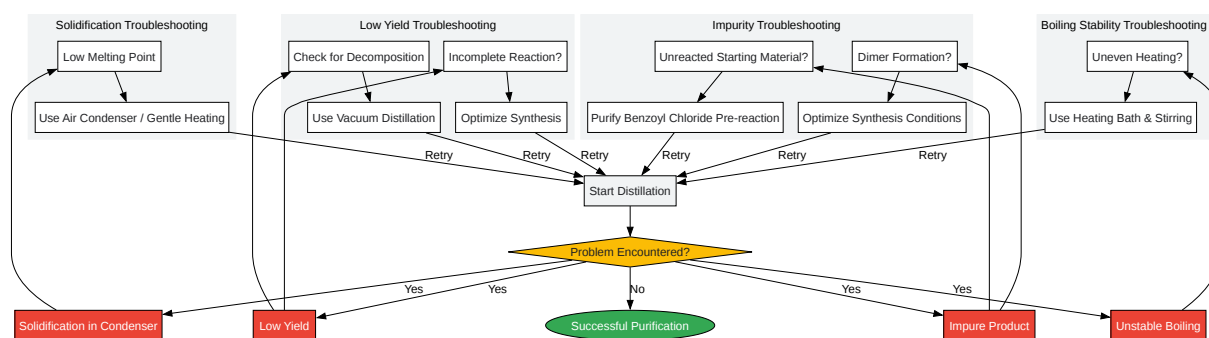 Solidification Troubleshooting
Low Yield Troubleshooting
Impurity Troubleshooting
Boiling Stability Troubleshooting
Low Melting Point
Check for Decomposition
Incomplete Reaction?
Unreacted Starting Material?
Dimer Formation?
Uneven Heating?
Use Air Condenser / Gentle Heating
Use Vacuum Distillation
Optimize Synthesis
Purify Benzoyl Chloride Pre-reaction
Optimize Synthesis Conditions
Use Heating Bath & Stirring
Retry
Retry
Retry
Retry
Retry
Retry
Start Distillation
Problem Encountered?
Yes
Yes
No
Yes
Yes
Solidification in Condenser
Low Yield
Successful Purification
Impure Product
Unstable Boiling